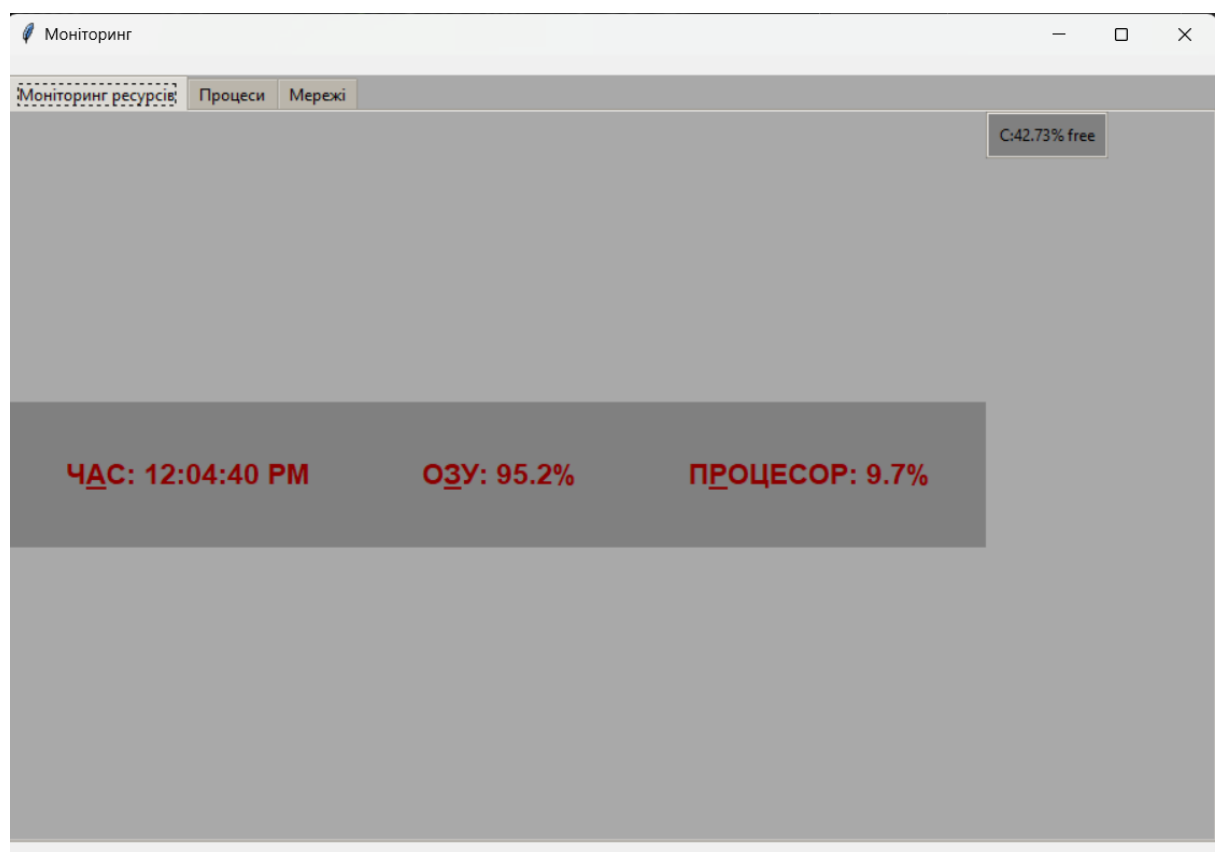 Моніторинг
Моніторинг ресурсів Процеси Мережі
C:42.73% free
ЧАС: 12:04:40 PM ОЗУ: 95.2% ПРОЦЕСОР: 9.7%